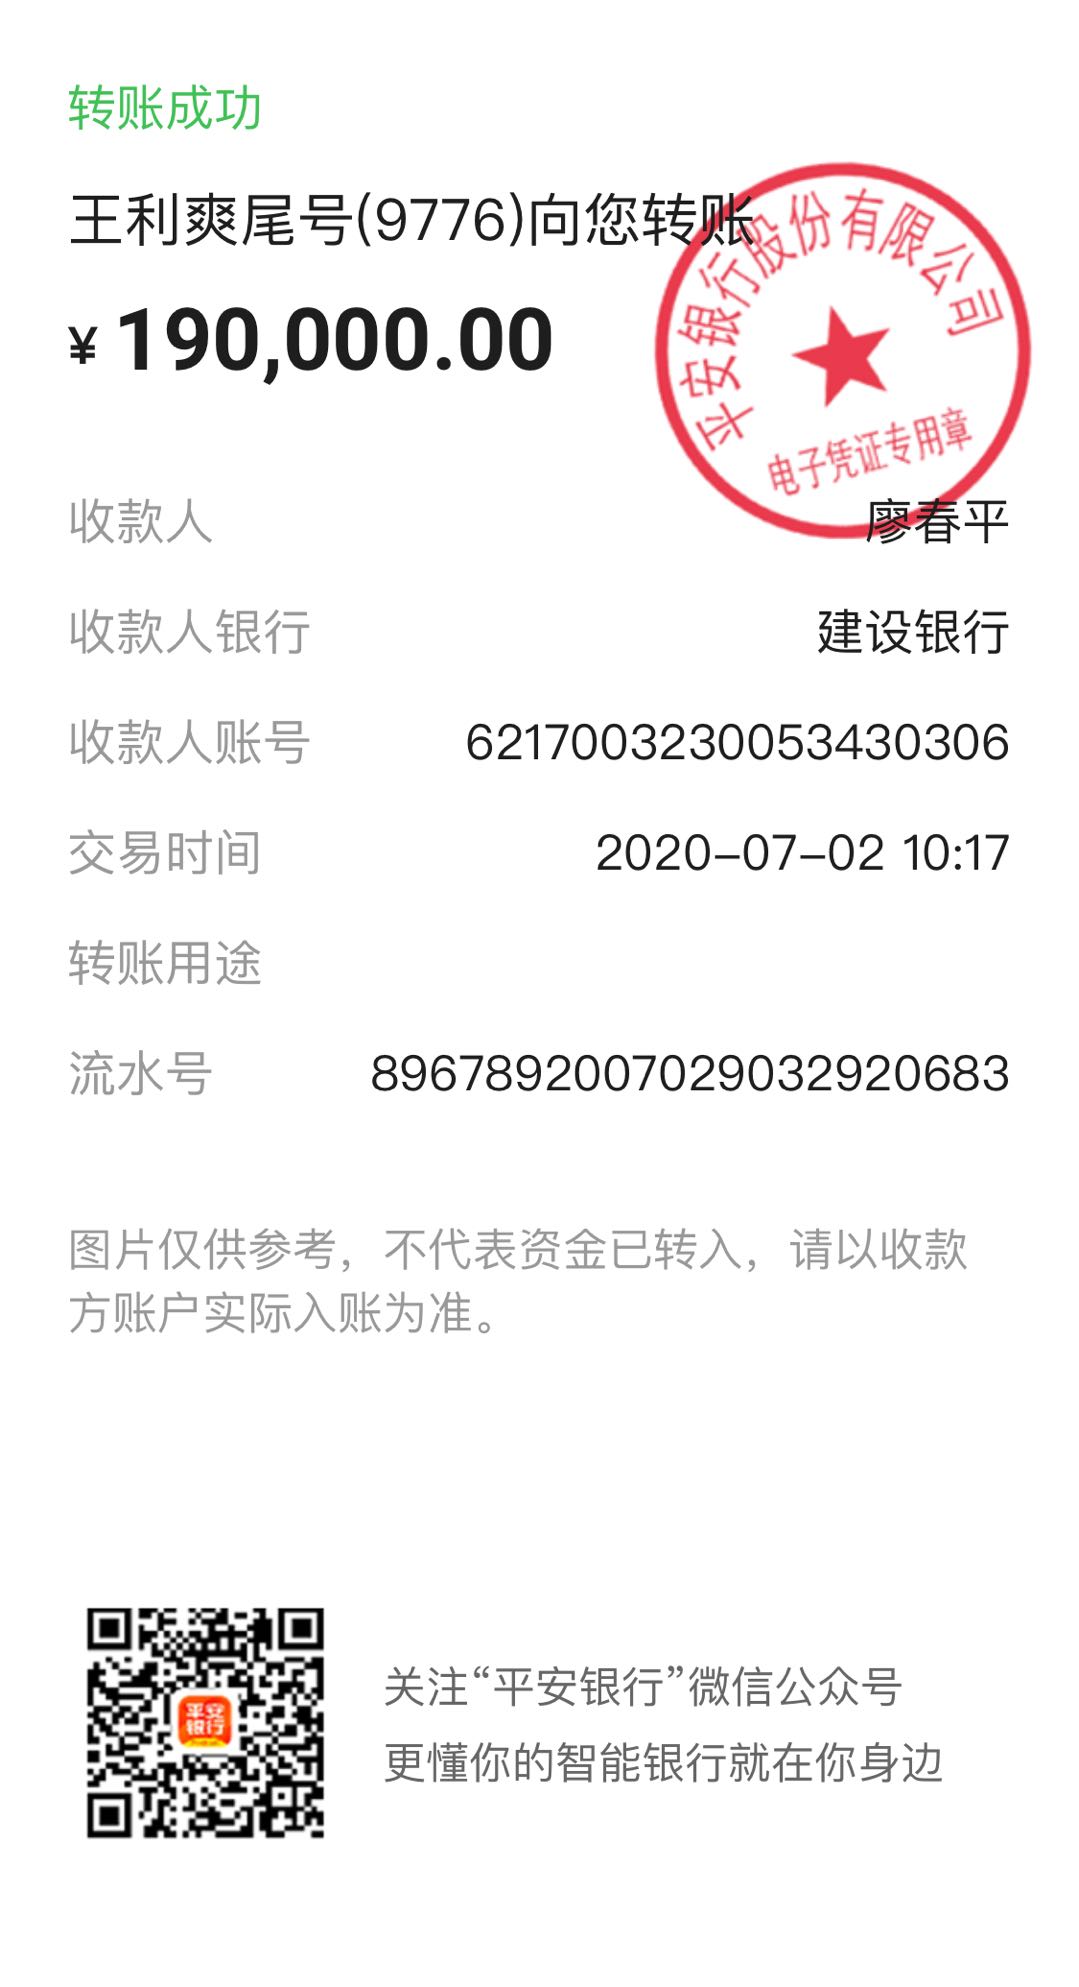 转账成功
王利爽尾号(9776)向您转账
¥ 190,000.00
平安银行股份有限公司
电子凭证专用章
收款人 廖春平
收款人银行 建设银行
收款人账号 6217003230053430306
交易时间 2020-07-02 10:17
转账用途
流水号 8967892007029032920683
图片仅供参考，不代表资金已转入，请以收款
方账户实际入账为准。
平安
银行
关注“平安银行”微信公众号
更懂你的智能银行就在你身边